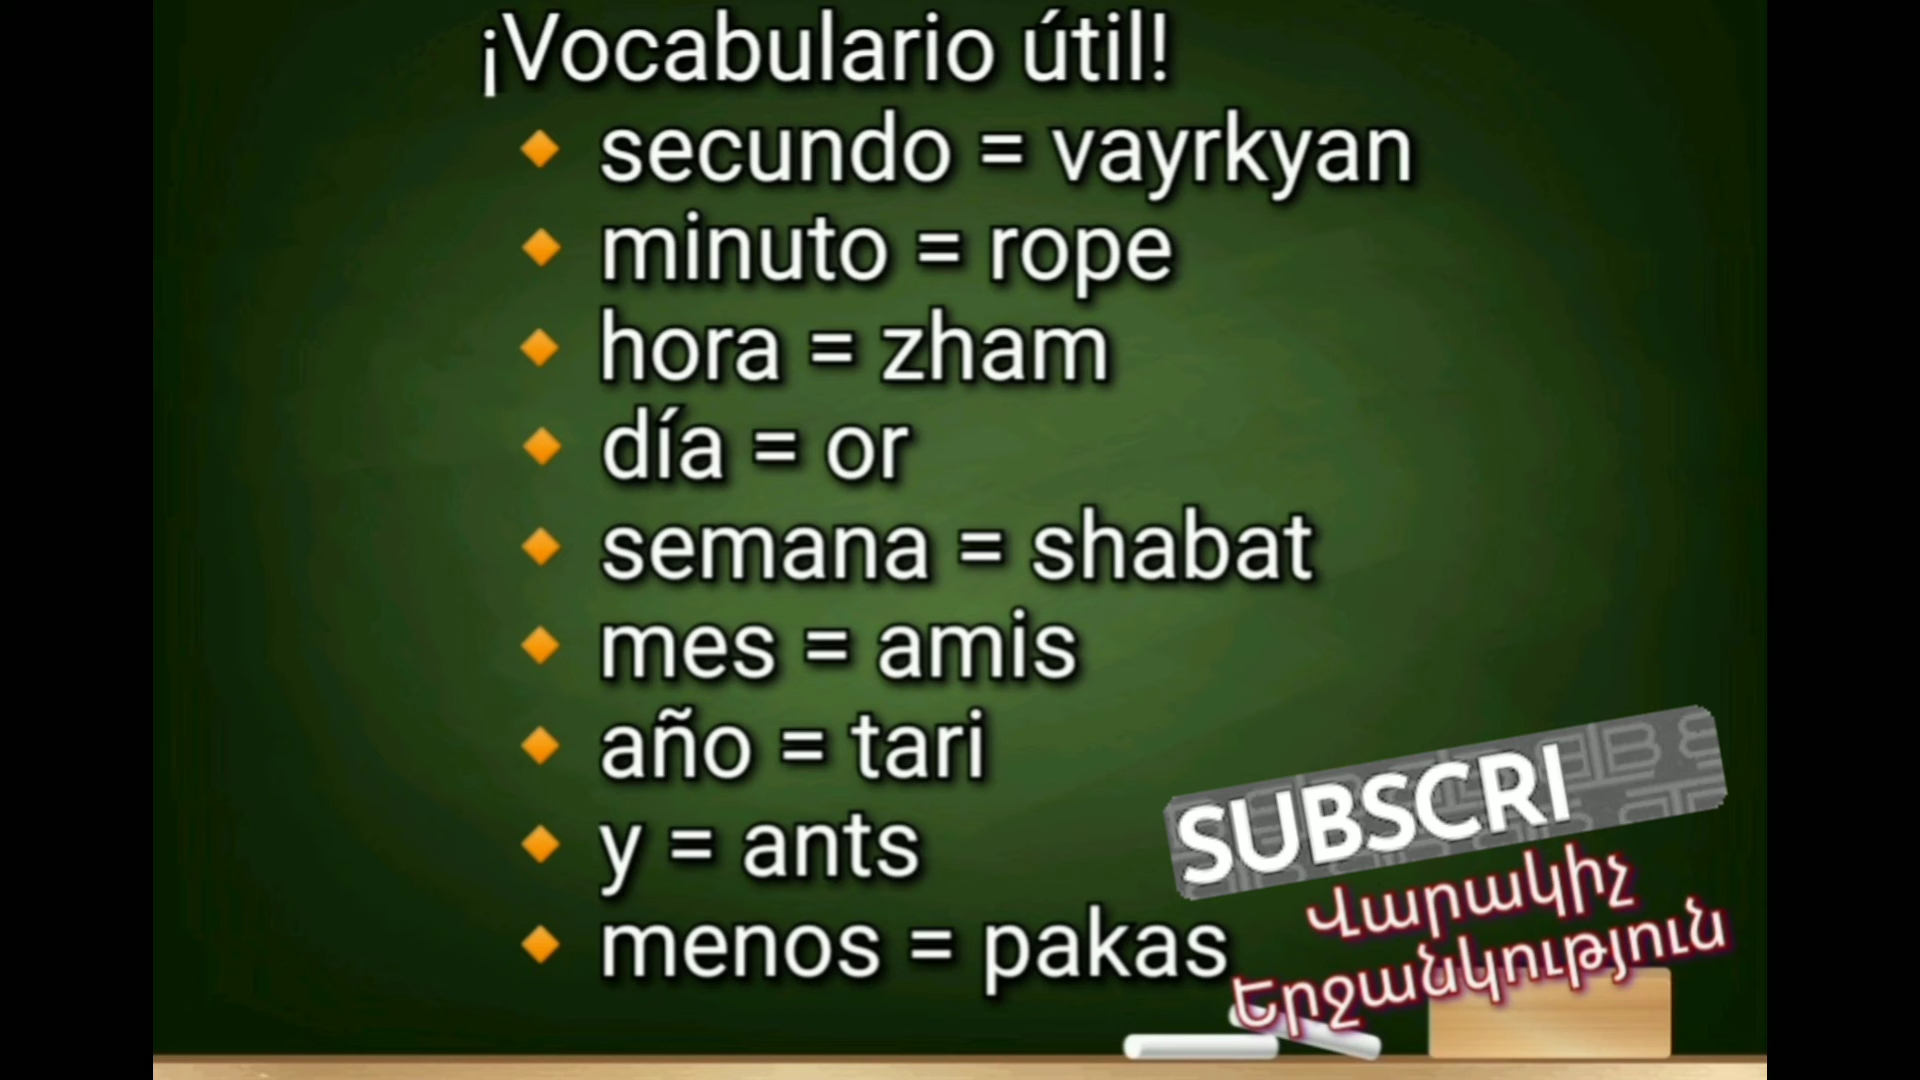 ¡Vocabulario útil!
secundo = vayrkyan
minuto = rope
hora = zham
día = or
semana = shabat
mes = amis
año = tari
y = ants
menos = pakas
SUBSCRI
Վարակիչ
Երջանկություն